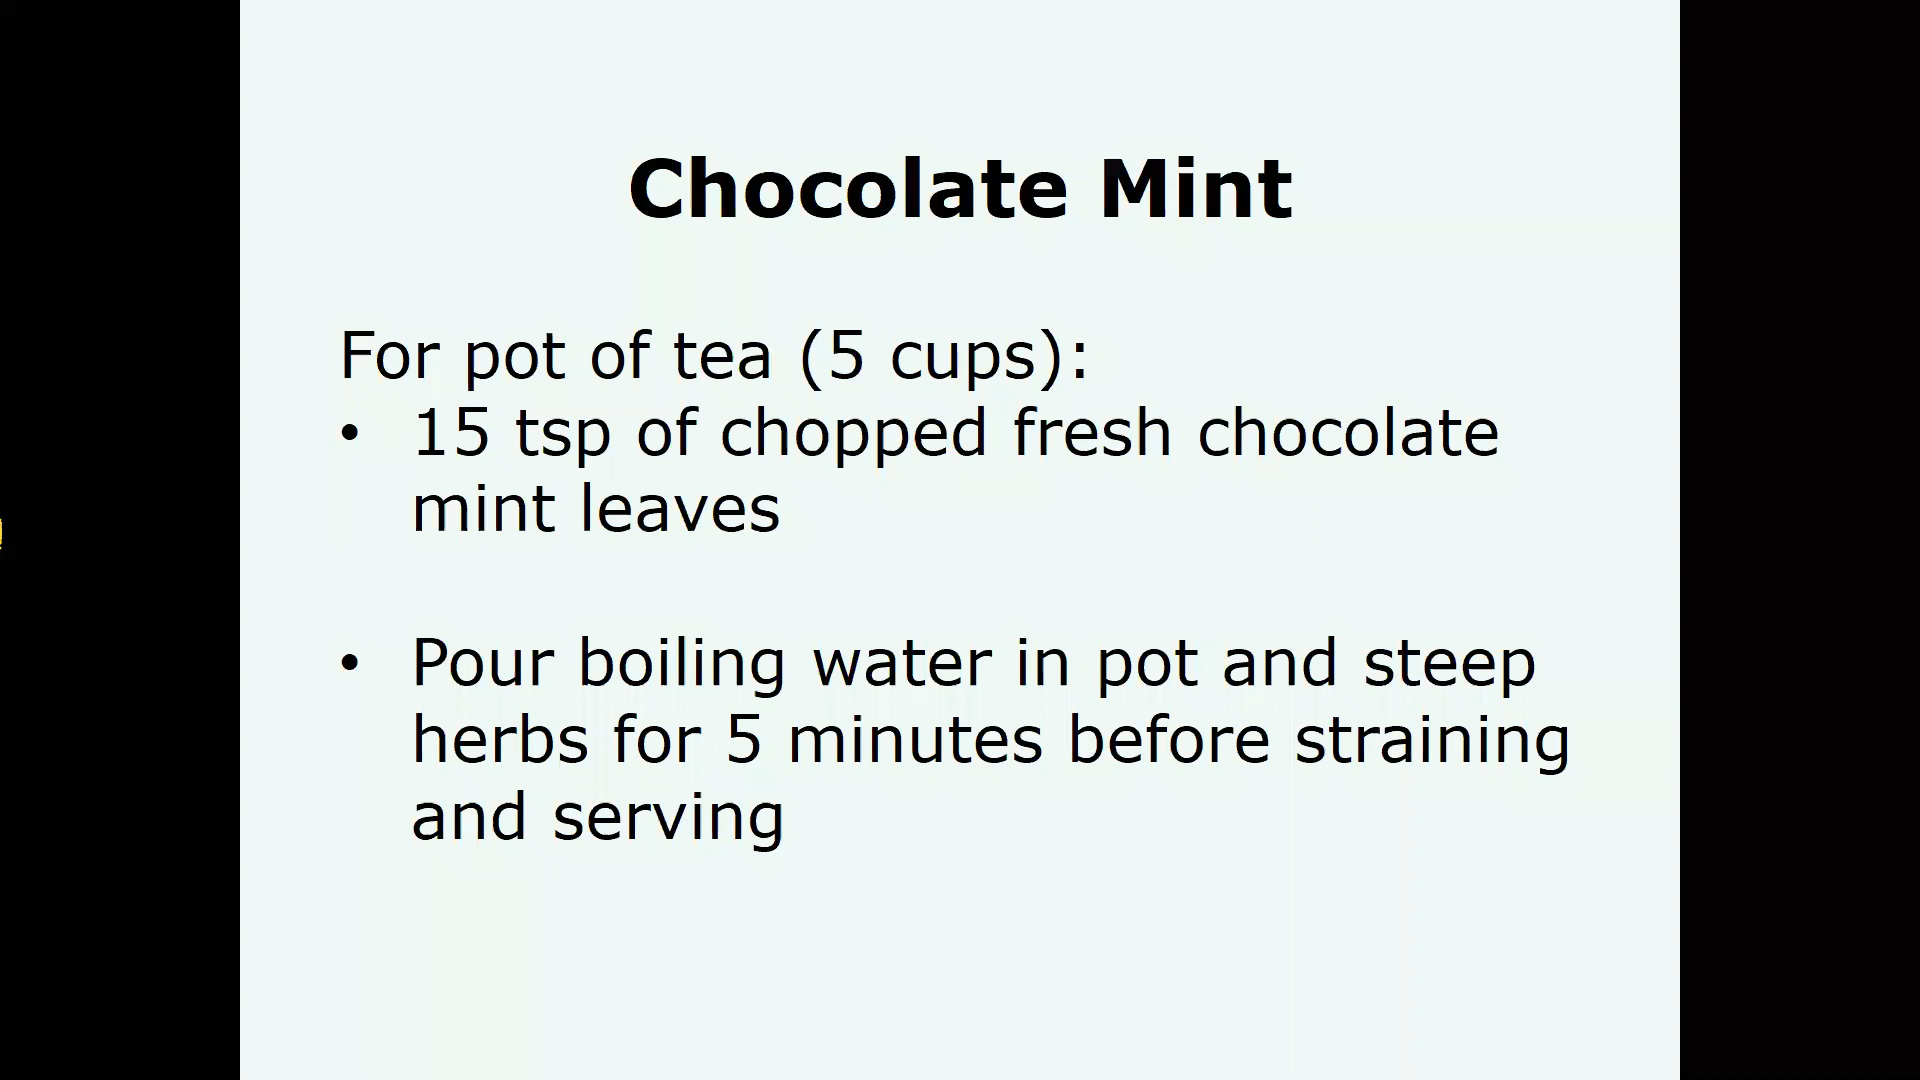 Chocolate Mint
For pot of tea (5 cups):
• 15 tsp of chopped fresh chocolate
mint leaves
• Pour boiling water in pot and steep
herbs for 5 minutes before straining
and serving